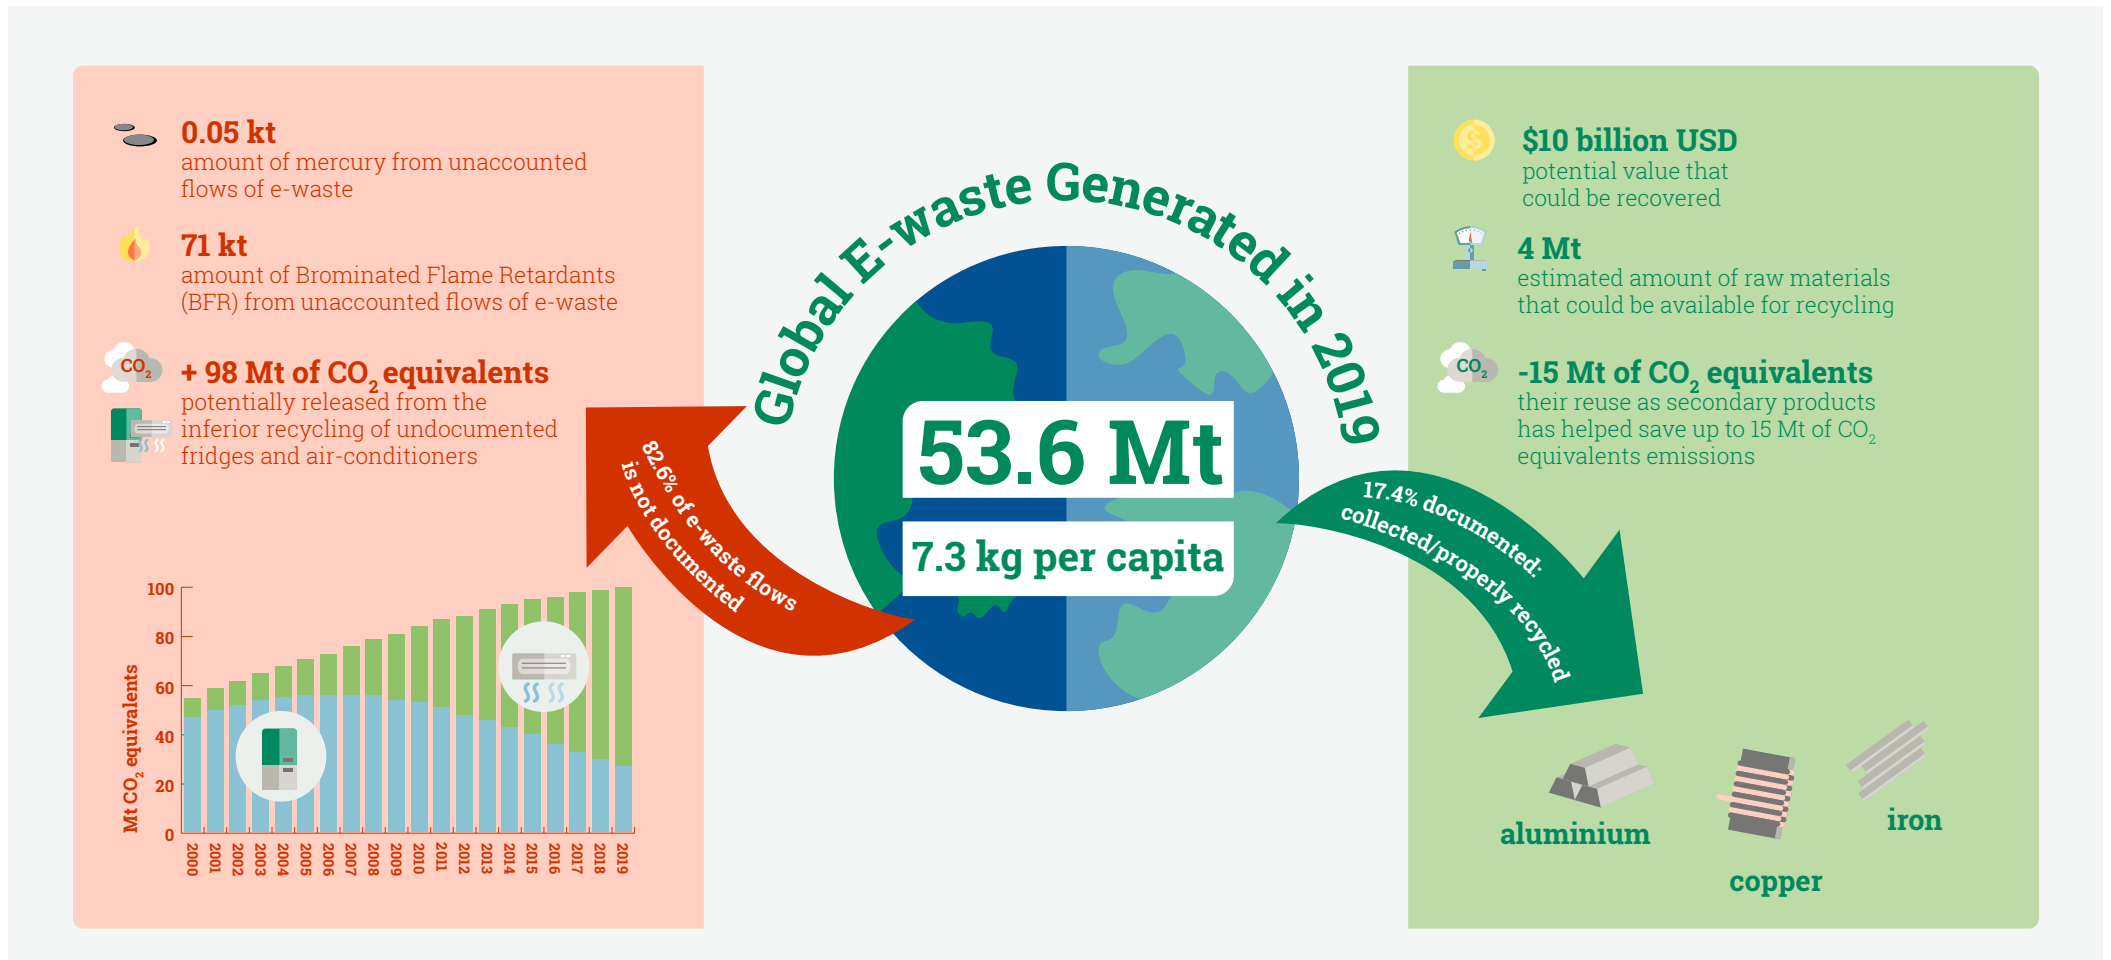 Global E-waste Generated in 2019
53.6 Mt
7.3 kg per capita
0.05 kt
amount of mercury from unaccounted
flows of e-waste
71 kt
amount of Brominated Flame Retardants
(BFR) from unaccounted flows of e-waste
CO₂
+ 98 Mt of CO₂ equivalents
potentially released from the
inferior recycling of undocumented
fridges and air-conditioners
82.6% of e-waste flows
is not documented
Mt CO₂ equivalents
100
80
60
40
20
0
2000
2001
2002
2003
2004
2005
2006
2007
2008
2009
2010
2011
2012
2013
2014
2015
2016
2017
2018
2019
$
$10 billion USD
potential value that
could be recovered
4 Mt
estimated amount of raw materials
that could be available for recycling
CO₂
-15 Mt of CO₂ equivalents
their reuse as secondary products
has helped save up to 15 Mt of CO₂
equivalents emissions
17.4% documented:
collected/properly recycled
aluminium
copper
iron